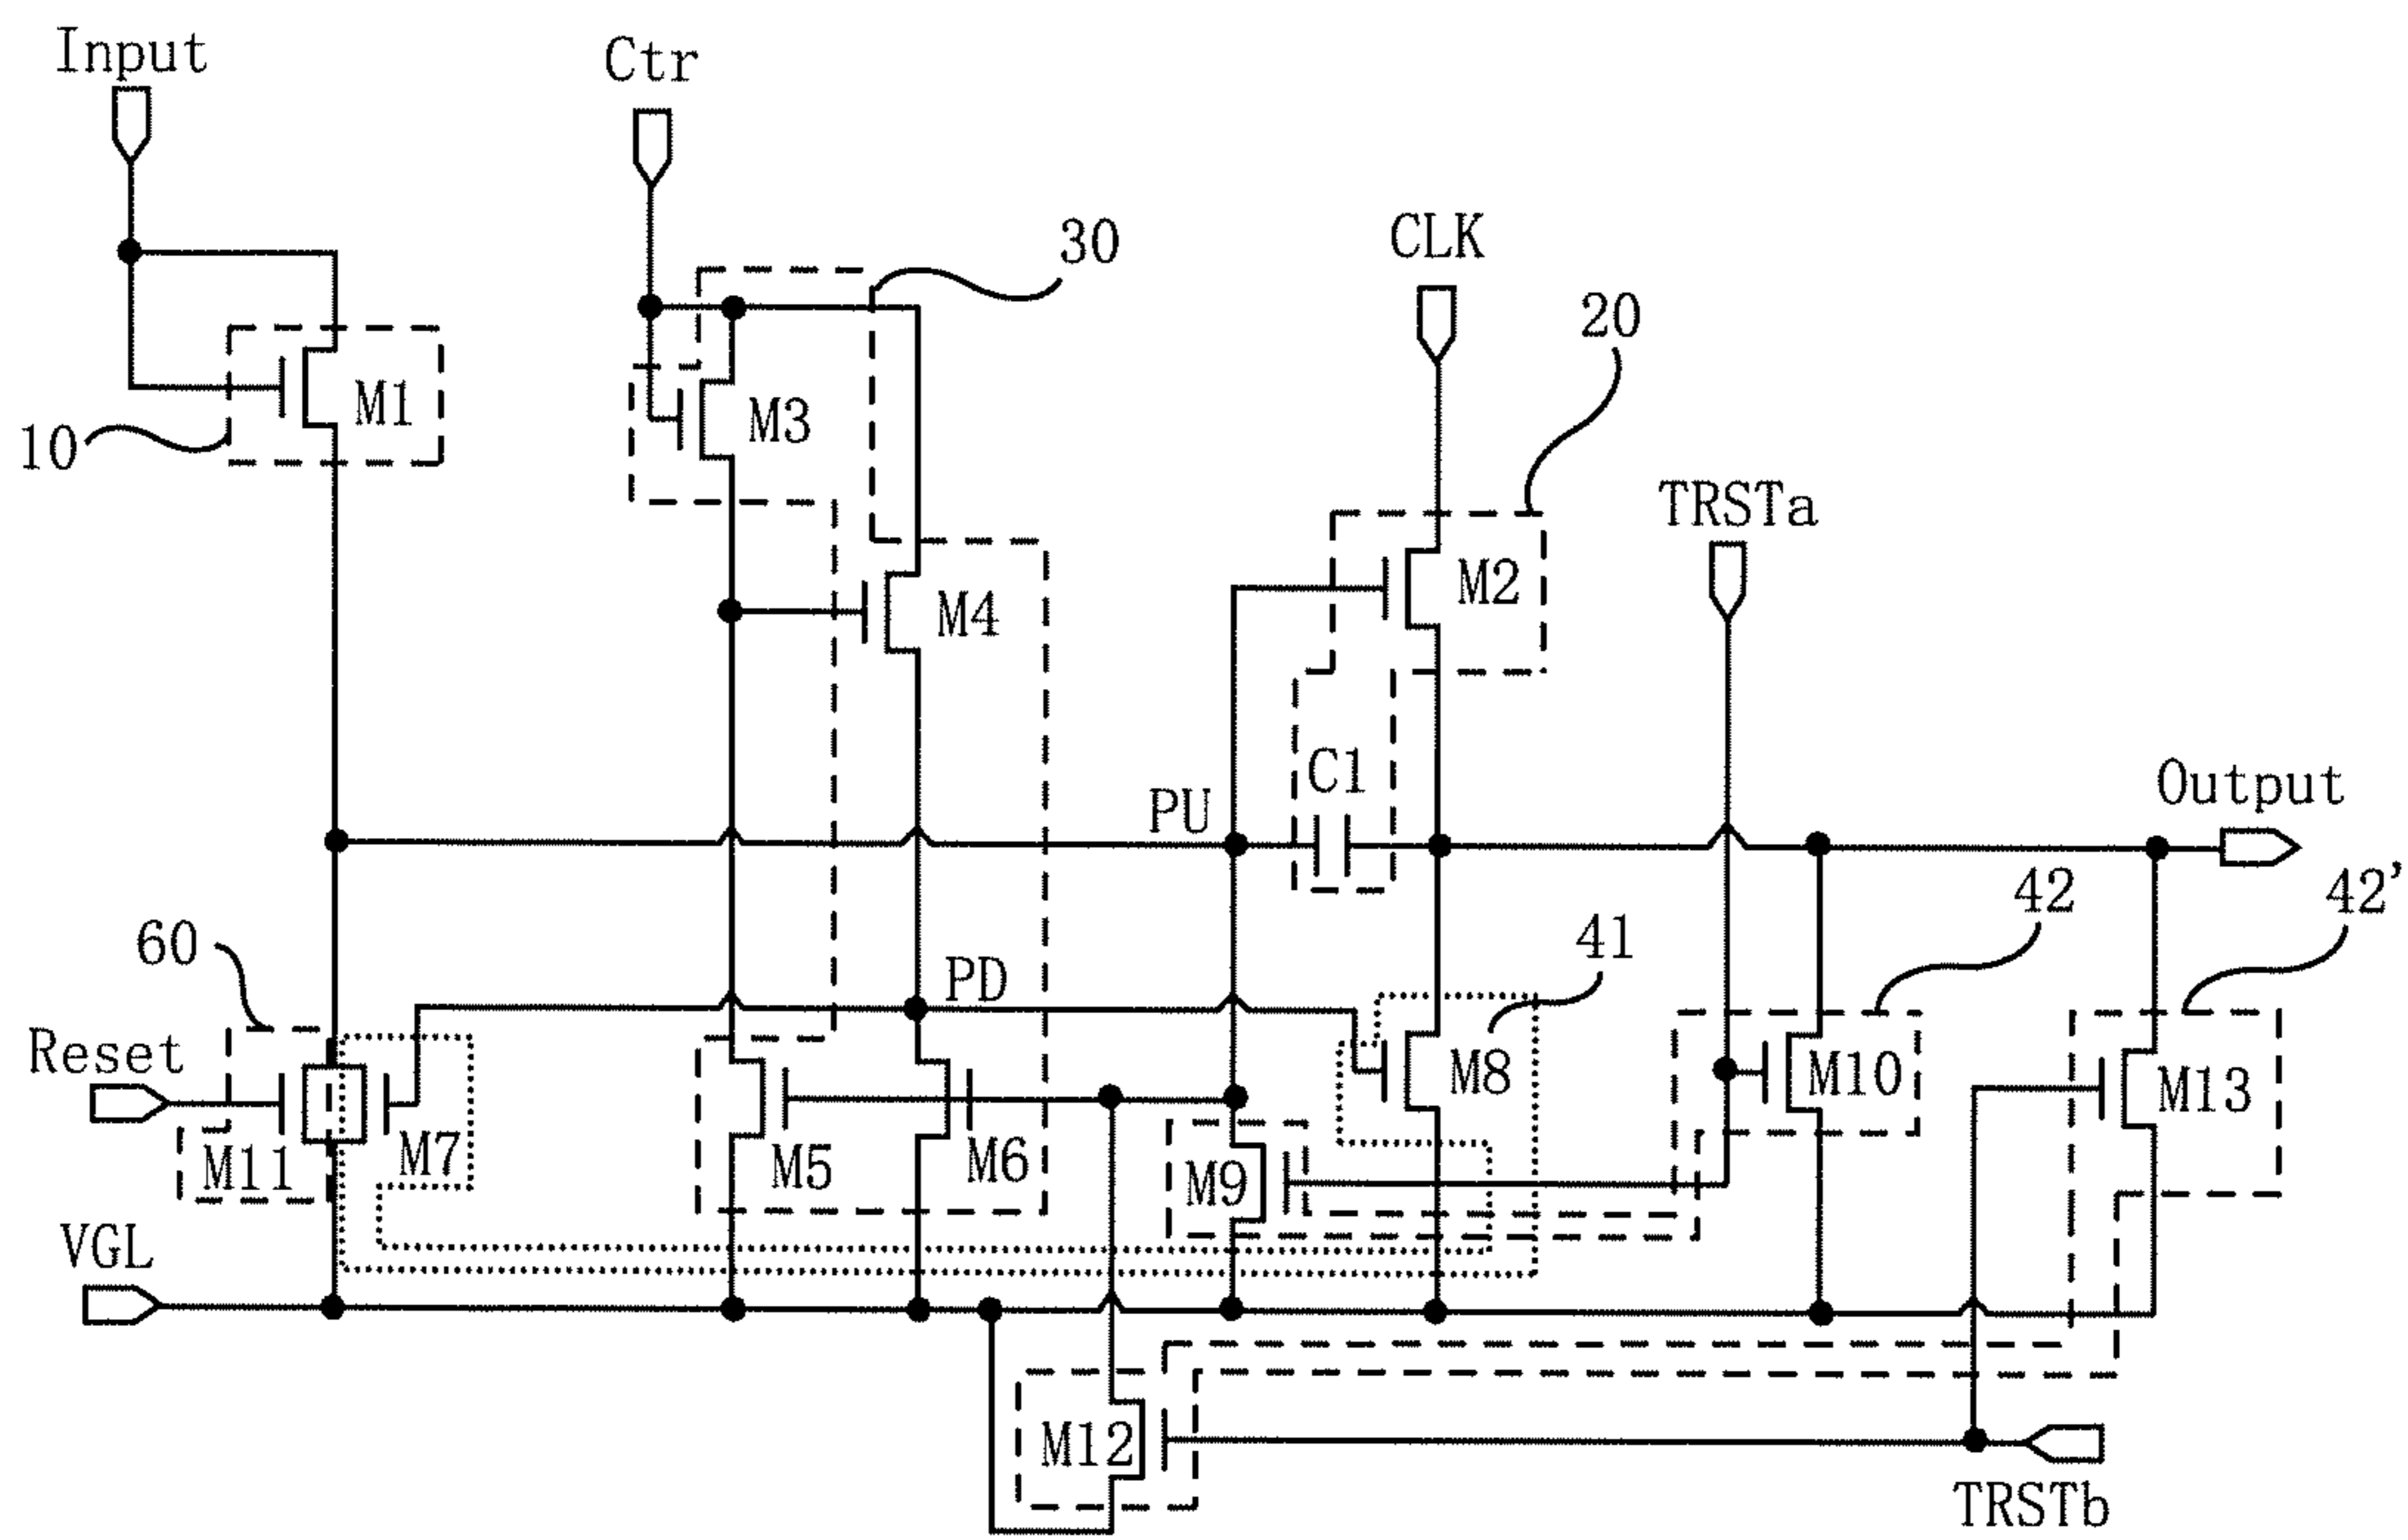 Input
Ctr
CLK
30
20
M1
M3
10
TRSTa
M2
M4
C1
PU
Output
42
42'
60
41
PD
Reset
M8
M10
M13
M11
M7
M5
M6
M9
VGL
M12
TRSTb